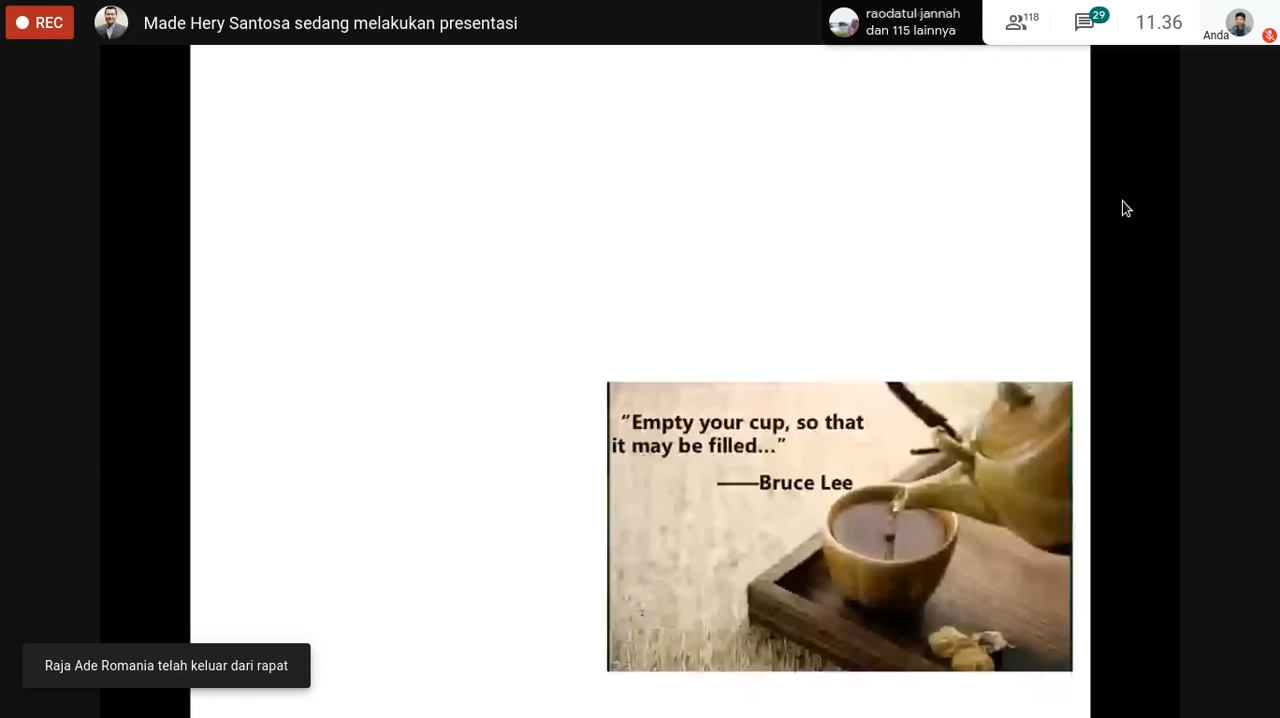 REC
Made Hery Santosa sedang melakukan presentasi
raodatul jannah
dan 115 lainnya
118
29
11.36
Anda
“Empty your cup, so that
it may be filled...”
——Bruce Lee
Raja Ade Romania telah keluar dari rapat